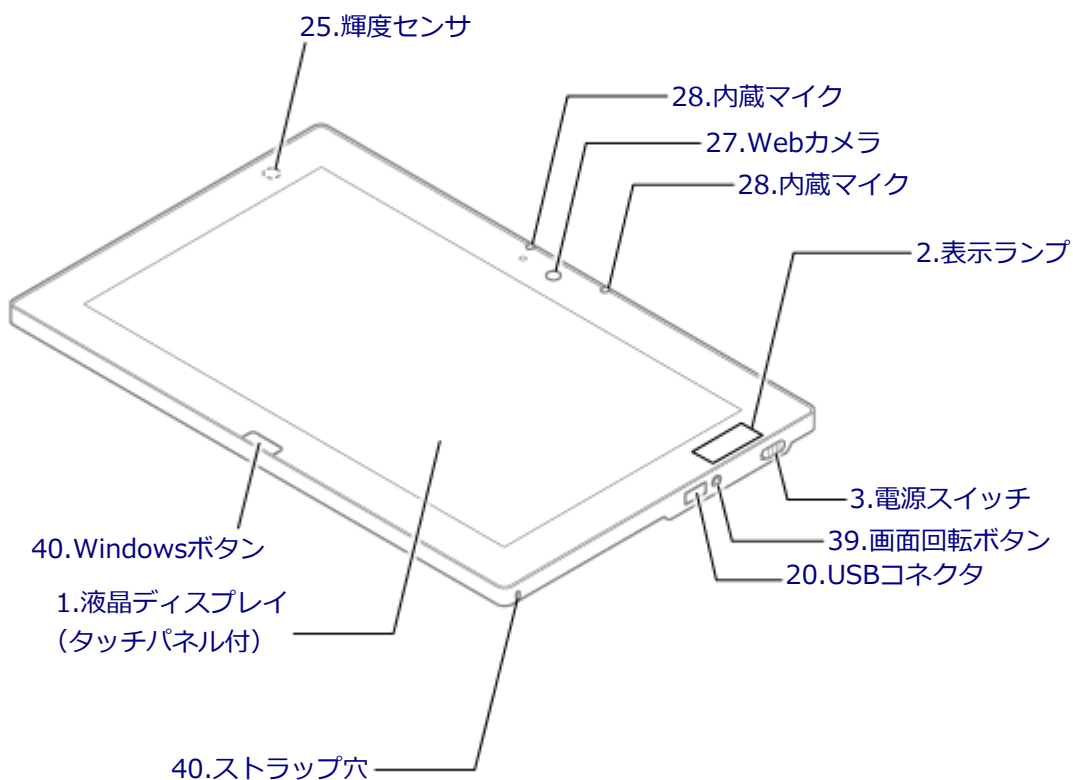 25.輝度センサ
28.内蔵マイク
27.Webカメラ
28.内蔵マイク
2.表示ランプ
3.電源スイッチ
39.画面回転ボタン
40.Windowsボタン
20.USBコネクタ
1.液晶ディスプレイ
（タッチパネル付）
40.ストラップ穴